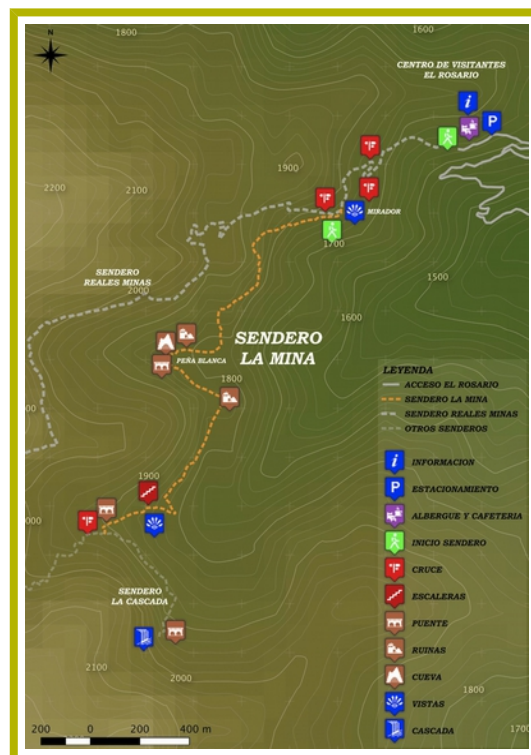 N
1800
1600
CENTRO DE VISITANTES
EL ROSARIO
i
P
1900
2200
2100
MIRADOR
1700
1500
SENDERO
REALES MINAS
2000
1600
SENDERO
LA MINA
PEÑA BLANCA
1800
LEYENDA
ACCESO EL ROSARIO
SENDERO LA MINA
SENDERO REALES MINAS
OTROS SENDEROS
i INFORMACION
P ESTACIONAMIENTO
ALBERGUE Y CAFETERIA
INICIO SENDERO
CRUCE
ESCALERAS
PUENTE
RUINAS
CUEVA
VISTAS
CASCADA
1900
SENDERO
LA CASCADA
2100
2000
1800
200 0 200 400 m